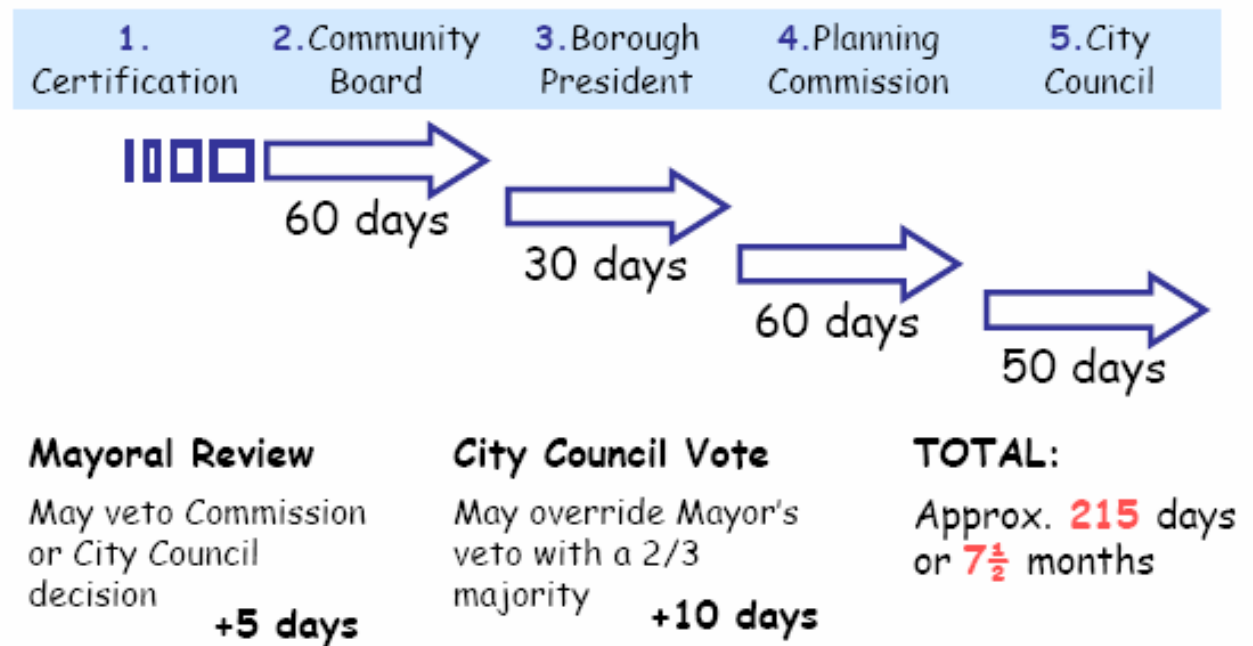 1.
Certification
2.Community
Board
3.Borough
President
4.Planning
Commission
5.City
Council
60 days
30 days
60 days
50 days
Mayoral Review
May veto Commission
or City Council
decision
+5 days
City Council Vote
May override Mayor's
veto with a 2/3
majority
+10 days
TOTAL:
Approx. 215 days
or 7½ months